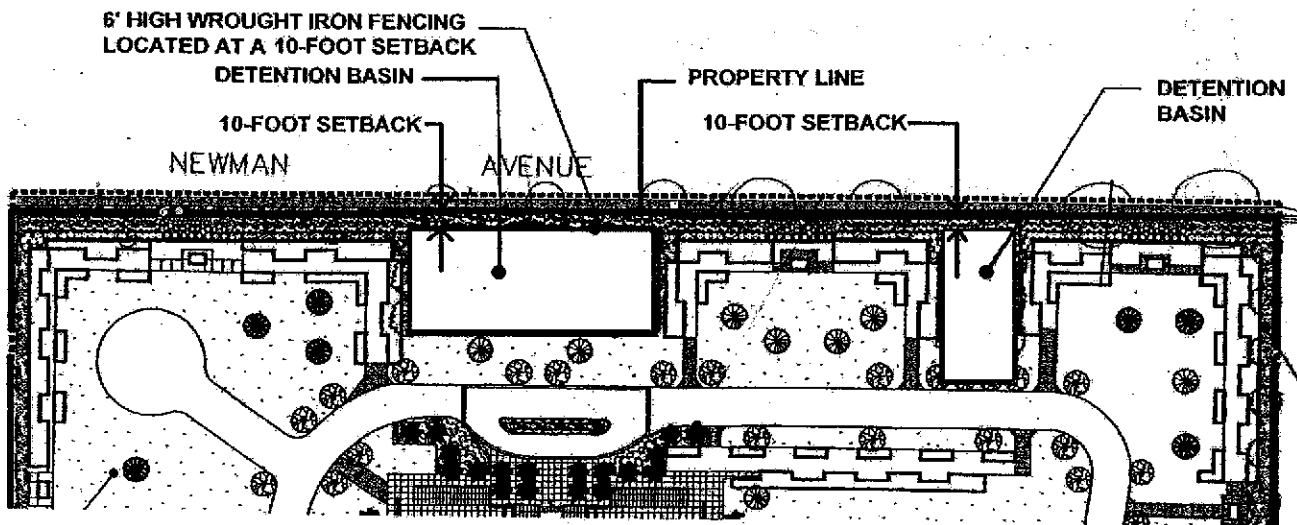 6' HIGH WROUGHT IRON FENCING
LOCATED AT A 10-FOOT SETBACK
DETENTION BASIN
PROPERTY LINE
DETENTION
BASIN
10-FOOT SETBACK
10-FOOT SETBACK
NEWMAN AVENUE